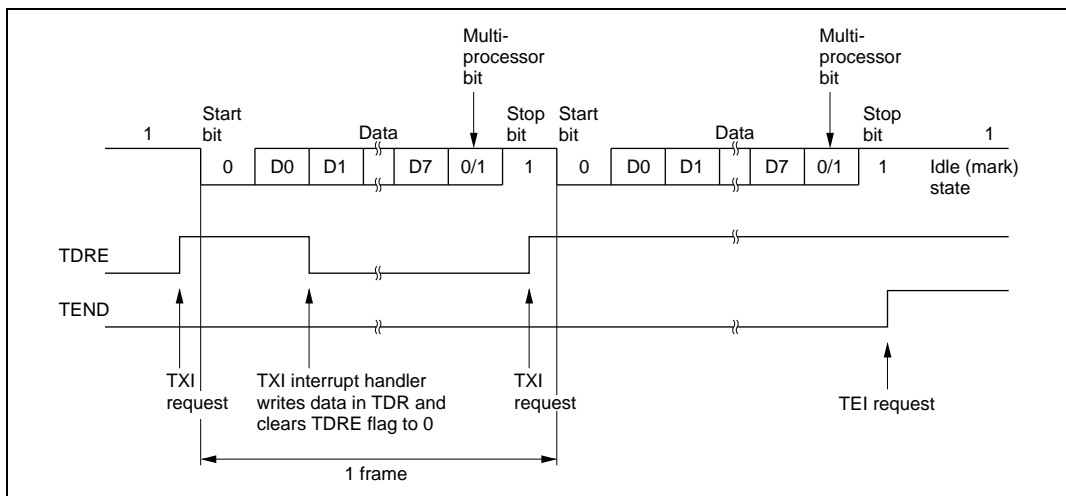 Multi-
processor
bit
Multi-
processor
bit
1
Start
bit
Data
Stop
bit
Start
bit
Data
Stop
bit
1
0 D0 D1 D7 0/1 1 0 D0 D1 D7 0/1 1 Idle (mark)
state
TDRE
TEND
TXI
request
TXI interrupt handler
writes data in TDR and
clears TDRE flag to 0
TXI
request
TEI request
1 frame